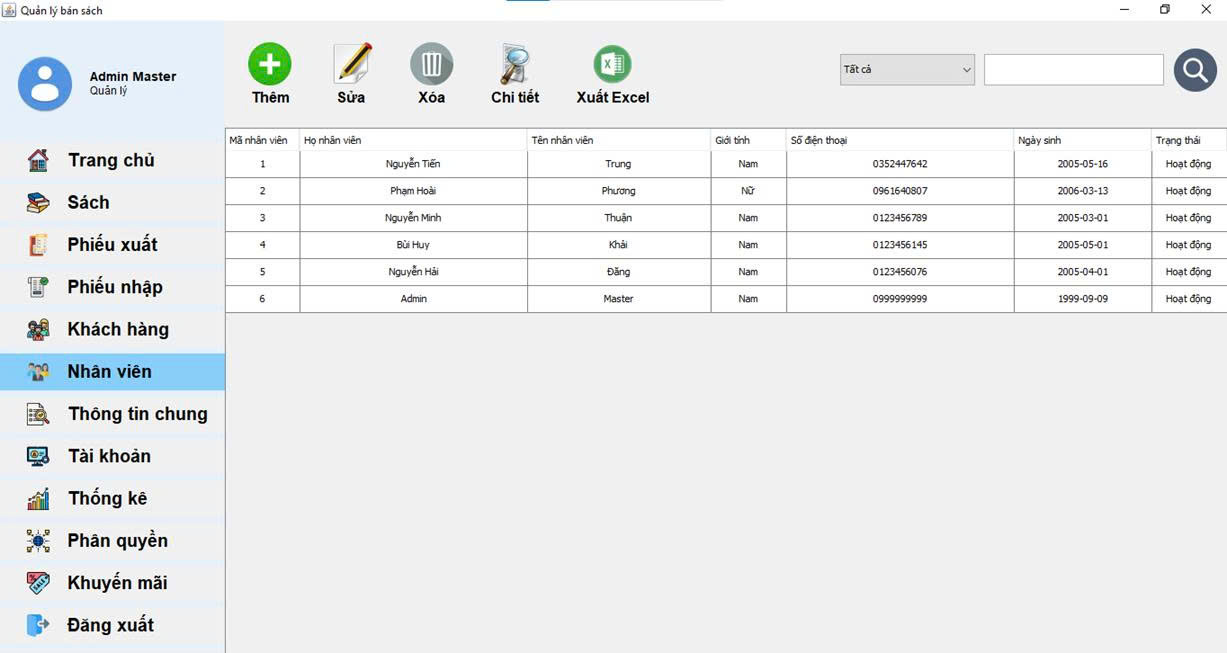 Quản lý bán sách
Admin Master
Quản lý
Thêm
Sửa
Xóa
Chi tiết
Xuất Excel
Tất cả
Trang chủ
Sách
Phiếu xuất
Phiếu nhập
Khách hàng
Nhân viên
Thông tin chung
Tài khoản
Thống kê
Phân quyền
Khuyến mãi
Đăng xuất
Mã nhân viên Họ nhân viên Tên nhân viên Giới tính Số điện thoại Ngày sinh Trạng thái
1 Nguyễn Tiến Trung Nam 0352447642 2005-05-16 Hoạt động
2 Phạm Hoài Phương Nữ 0961640807 2006-03-13 Hoạt động
3 Nguyễn Minh Thuận Nam 0123456789 2005-03-01 Hoạt động
4 Bùi Huy Khải Nam 0123456145 2005-05-01 Hoạt động
5 Nguyễn Hải Đăng Nam 0123456076 2005-04-01 Hoạt động
6 Admin Master Nam 0999999999 1999-09-09 Hoạt động